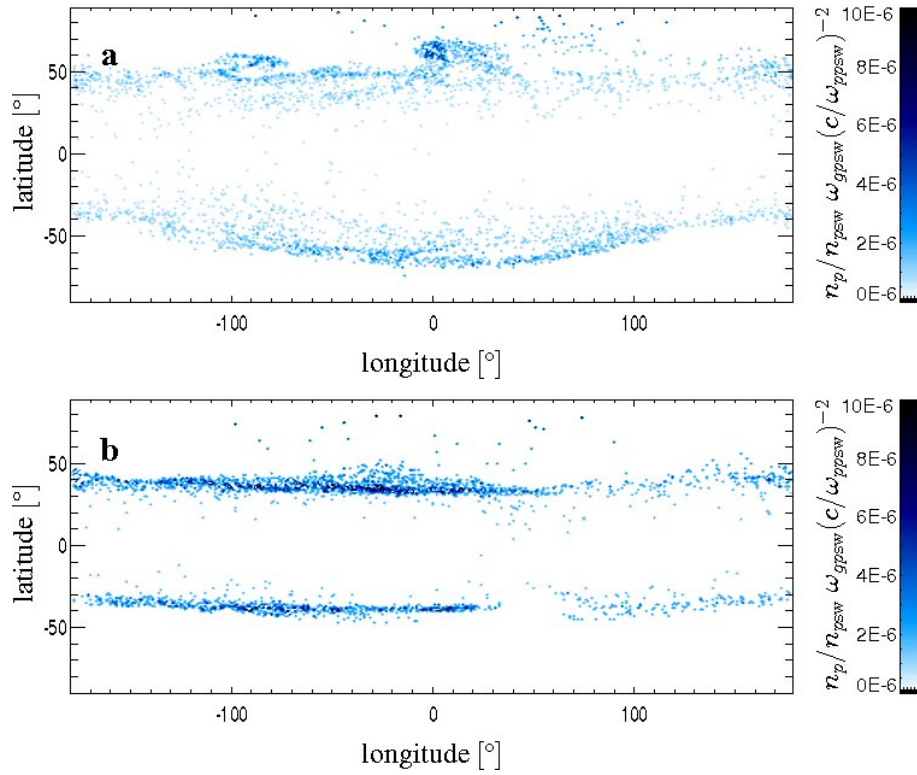 a
50
0
-50
-100
0
100
latitude [°]
longitude [°]
10E-6
8E-6
6E-6
4E-6
2E-6
0E-6
n_p/n_psw ω_gpsw(c/ω_ppsw)^−2
b
50
0
-50
-100
0
100
latitude [°]
longitude [°]
10E-6
8E-6
6E-6
4E-6
2E-6
0E-6
n_p/n_psw ω_gpsw(c/ω_ppsw)^−2